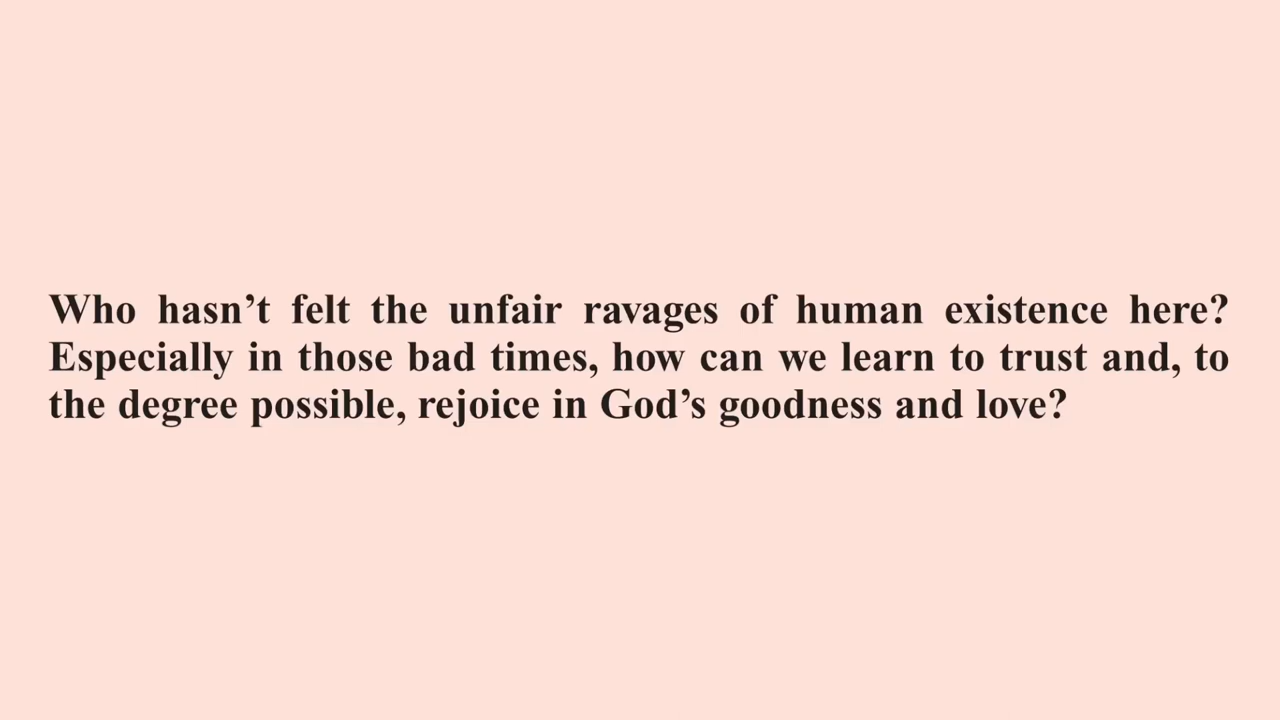 Who hasn’t felt the unfair ravages of human existence here?
Especially in those bad times, how can we learn to trust and, to
the degree possible, rejoice in God’s goodness and love?